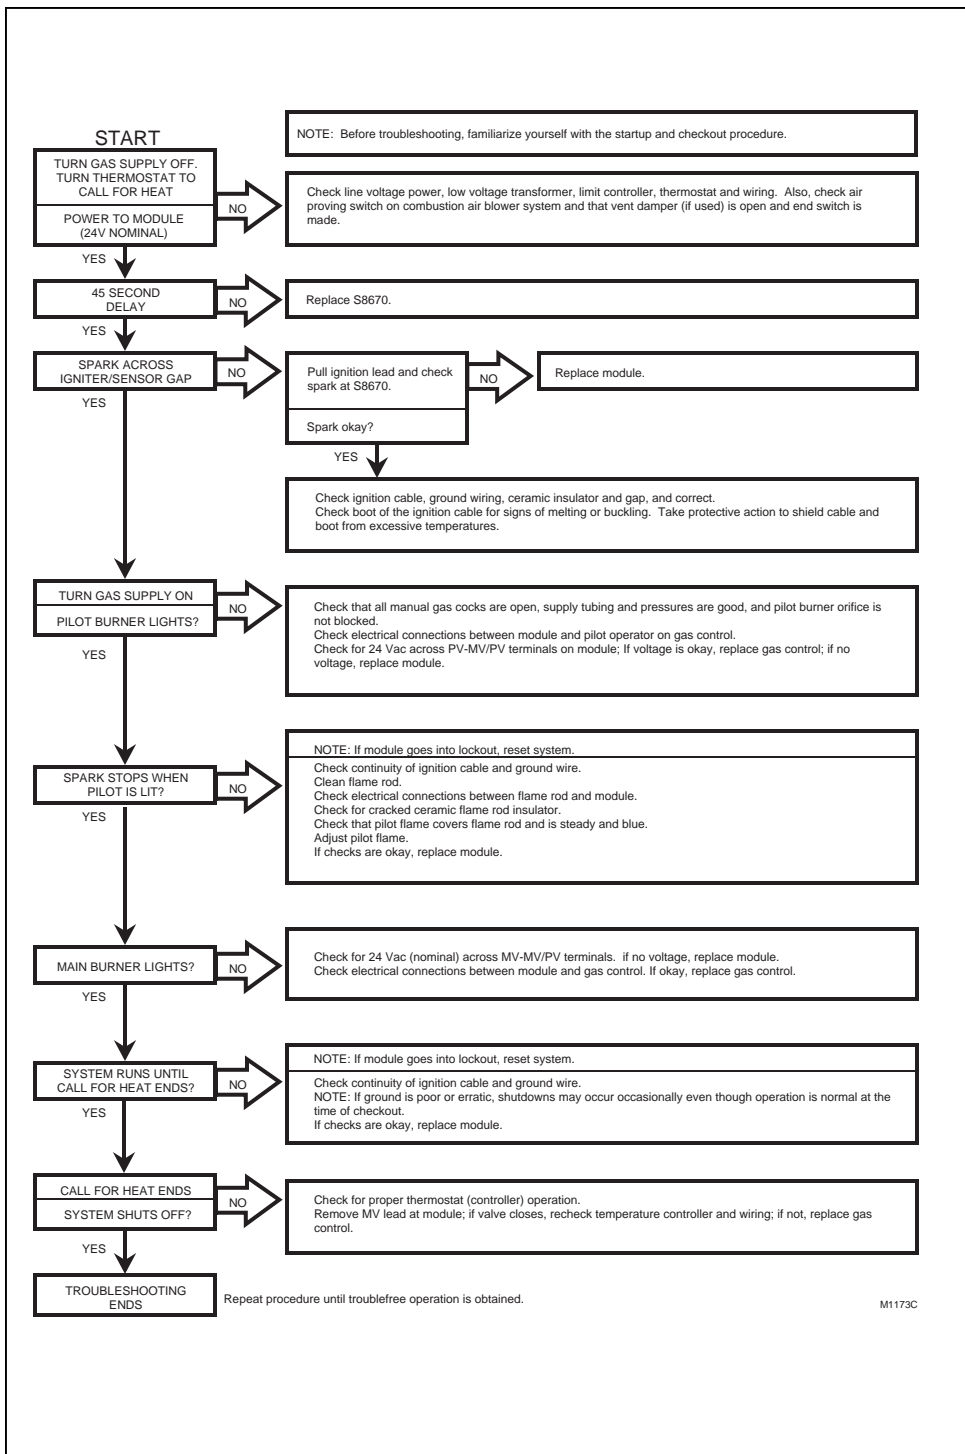 START
NOTE: Before troubleshooting, familiarize yourself with the startup and checkout procedure.
TURN GAS SUPPLY OFF.
TURN THERMOSTAT TO
CALL FOR HEAT
POWER TO MODULE
(24V NOMINAL)
NO
Check line voltage power, low voltage transformer, limit controller, thermostat and wiring. Also, check air
proving switch on combustion air blower system and that vent damper (if used) is open and end switch is
made.
YES
45 SECOND
DELAY
NO
Replace S8670.
YES
SPARK ACROSS
IGNITER/SENSOR GAP
NO
Pull ignition lead and check
spark at S8670.
Spark okay?
NO
Replace module.
YES
YES
Check ignition cable, ground wiring, ceramic insulator and gap, and correct.
Check boot of the ignition cable for signs of melting or buckling. Take protective action to shield cable and
boot from excessive temperatures.
TURN GAS SUPPLY ON
PILOT BURNER LIGHTS?
NO
Check that all manual gas cocks are open, supply tubing and pressures are good, and pilot burner orifice is
not blocked.
Check electrical connections between module and pilot operator on gas control.
Check for 24 Vac across PV-MV/PV terminals on module; If voltage is okay, replace gas control; if no
voltage, replace module.
YES
SPARK STOPS WHEN
PILOT IS LIT?
NO
NOTE: If module goes into lockout, reset system.
Check continuity of ignition cable and ground wire.
Clean flame rod.
Check electrical connections between flame rod and module.
Check for cracked ceramic flame rod insulator.
Check that pilot flame covers flame rod and is steady and blue.
Adjust pilot flame.
If checks are okay, replace module.
YES
MAIN BURNER LIGHTS?
NO
Check for 24 Vac (nominal) across MV-MV/PV terminals. if no voltage, replace module.
Check electrical connections between module and gas control. If okay, replace gas control.
YES
SYSTEM RUNS UNTIL
CALL FOR HEAT ENDS?
NO
NOTE: If module goes into lockout, reset system.
Check continuity of ignition cable and ground wire.
NOTE: If ground is poor or erratic, shutdowns may occur occasionally even though operation is normal at the
time of checkout.
If checks are okay, replace module.
YES
CALL FOR HEAT ENDS
SYSTEM SHUTS OFF?
NO
Check for proper thermostat (controller) operation.
Remove MV lead at module; if valve closes, recheck temperature controller and wiring; if not, replace gas
control.
YES
TROUBLESHOOTING
ENDS
Repeat procedure until troublefree operation is obtained.
M1173C